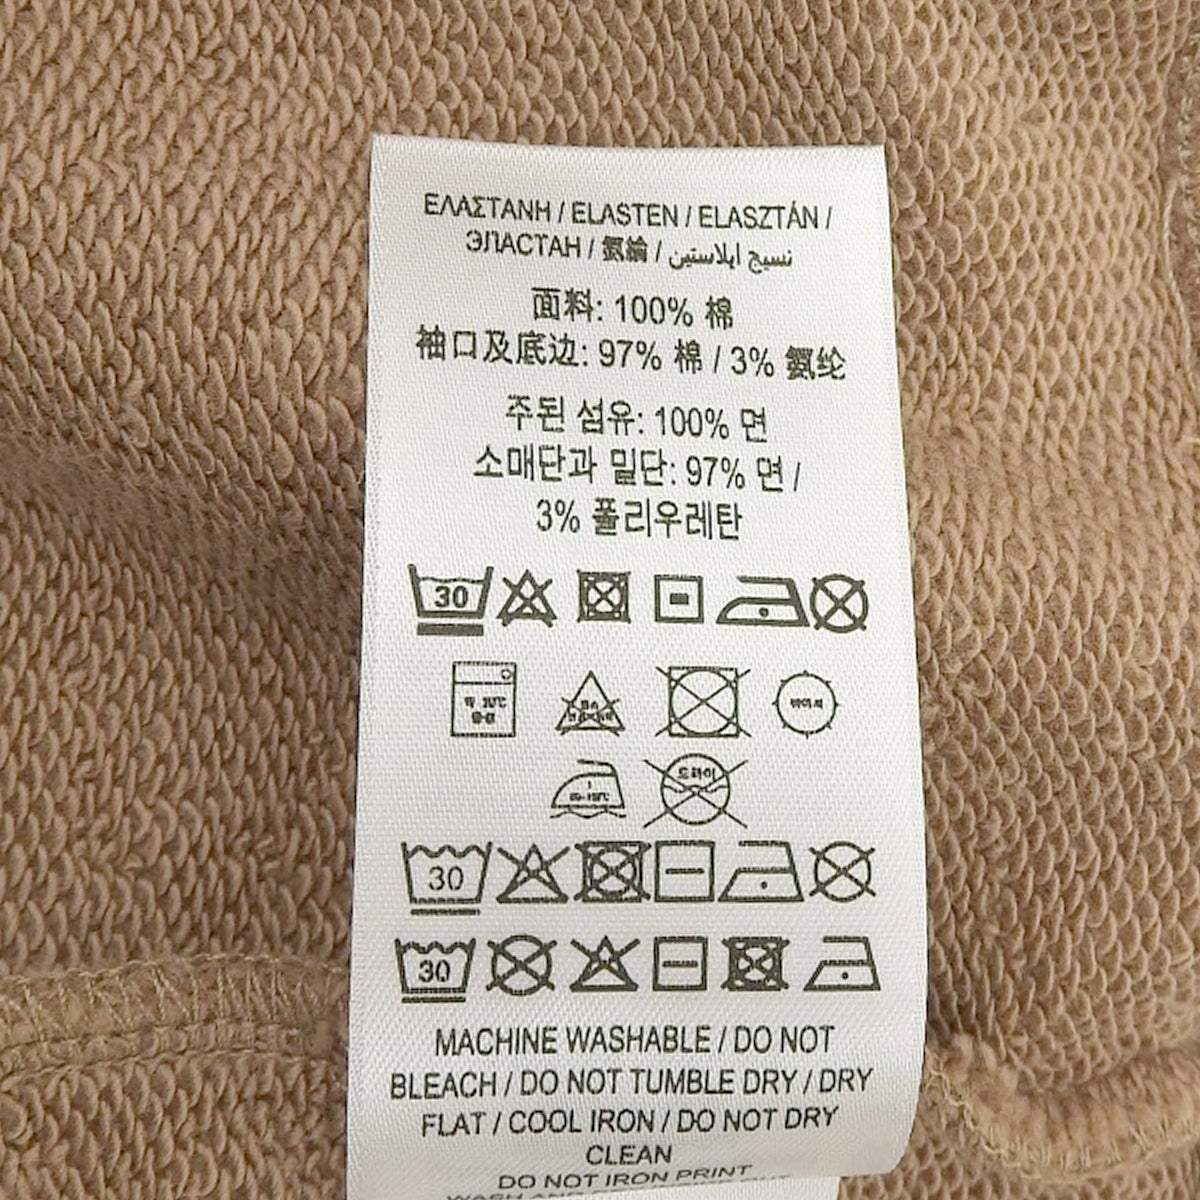 ΕΛΑΣΤΑΝΗ / ELASTEN / ELASZTÁN /
ЭЛАСТАН / 氨綸 / نسيج ايلاستين
面料: 100% 棉
袖口及底边: 97% 棉 / 3% 氨纶
주된 섬유: 100% 면
소매단과 밑단: 97% 면 /
3% 폴리우레탄
30
드라이
30
30
MACHINE WASHABLE / DO NOT
BLEACH / DO NOT TUMBLE DRY / DRY
FLAT / COOL IRON / DO NOT DRY
CLEAN
DO NOT IRON PRINT